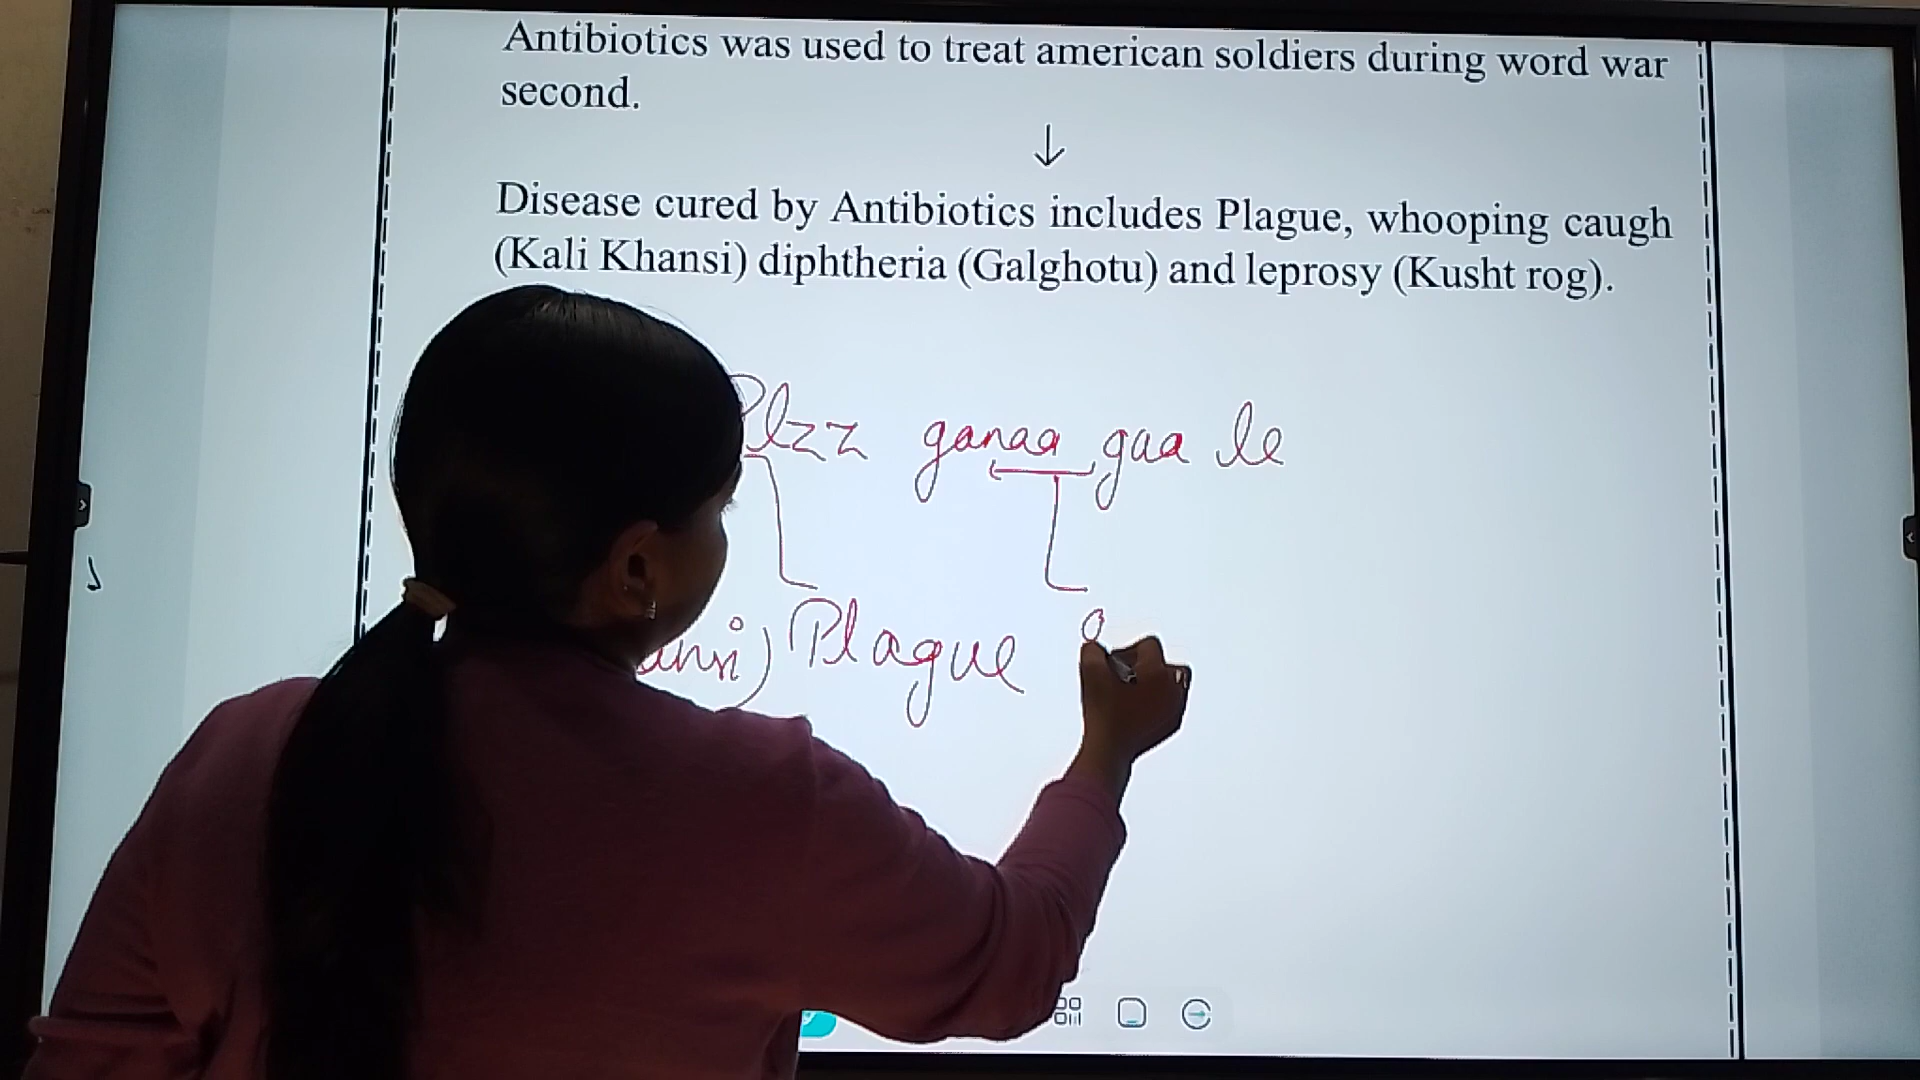 Antibiotics was used to treat american soldiers during word war
second.
↓
Disease cured by Antibiotics includes Plague, whooping caugh
(Kali Khansi) diphtheria (Galghotu) and leprosy (Kusht rog).
Plzz ganaa gaa le
ansi) Plague